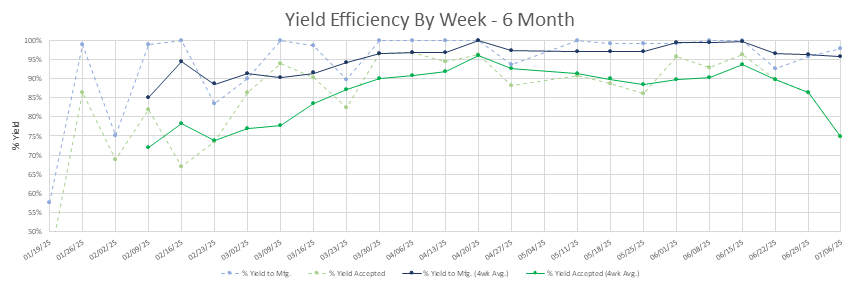 Yield Efficiency By Week - 6 Month
100%
95%
90%
85%
80%
75%
70%
65%
60%
55%
50%
% Yield
01/19/25 01/26/25 02/02/25 02/09/25 02/16/25 02/23/25 03/02/25 03/09/25 03/16/25 03/23/25 03/30/25 04/06/25 04/13/25 04/20/25 04/27/25 05/04/25 05/11/25 05/18/25 05/25/25 06/01/25 06/08/25 06/15/25 06/22/25 06/29/25 07/06/25
% Yield to Mfg. % Yield Accepted % Yield to Mfg. (4wk Avg.) % Yield Accepted (4wk Avg.)